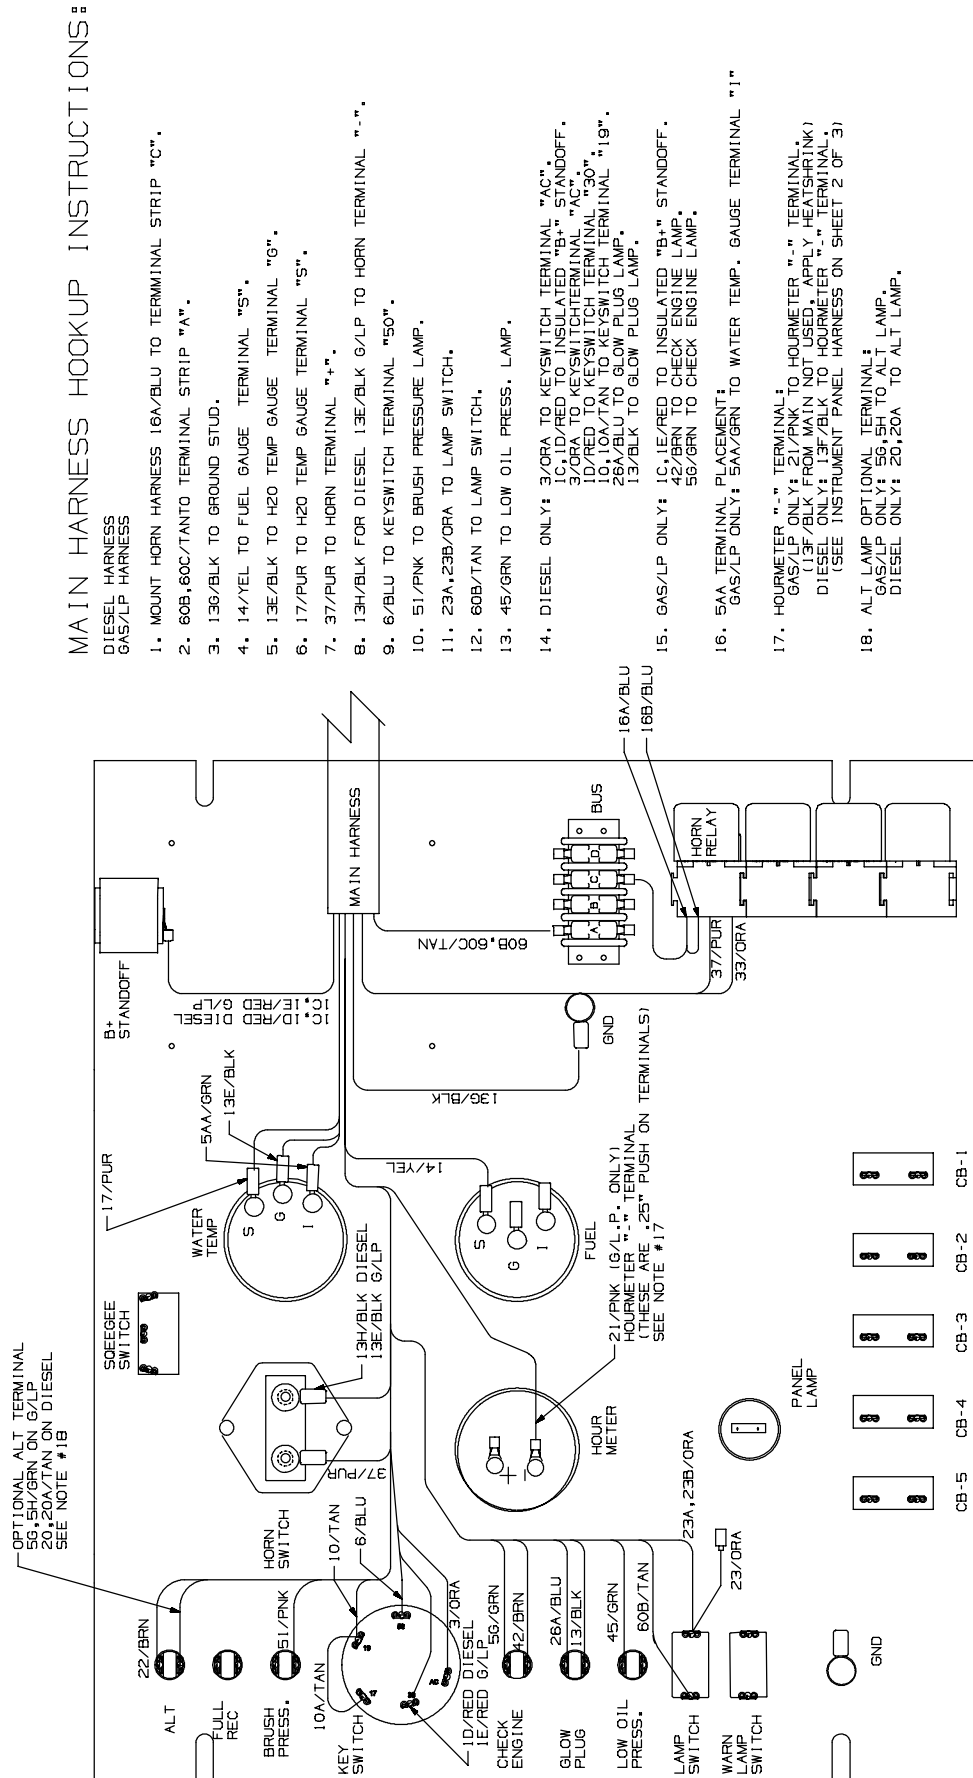 MAIN HARNESS HOOKUP INSTRUCTIONS:
DIESEL HARNESS
GAS/LP HARNESS
1. MOUNT HORN HARNESS 16A/BLU TO TERMMINAL STRIP "C".
2. 60B,60C/TANTO TERMINAL STRIP "A".
3. 13G/BLK TO GROUND STUD.
4. 14/YEL TO FUEL GAUGE TERMINAL "S".
5. 13E/BLK TO H2O TEMP GAUGE TERMINAL "G".
6. 17/PUR TO H2O TEMP GAUGE TERMINAL "S".
7. 37/PUR TO HORN TERMINAL "+".
8. 13H/BLK FOR DIESEL 13E/BLK G/LP TO HORN TERMINAL "-".
9. 6/BLU TO KEYSWITCH TERMINAL "50".
10. 51/PNK TO BRUSH PRESSURE LAMP.
11. 23A,23B/ORA TO LAMP SWITCH.
12. 60B/TAN TO LAMP SWITCH.
13. 45/GRN TO LOW OIL PRESS. LAMP.
14. DIESEL ONLY: 3/ORA TO KEYSWITCH TERMINAL "AC".
1C,1D/RED TO INSULATED "B+" STANDOFF.
3/ORA TO KEYSWITCHTERMINAL "AC".
1D/RED TO KEYSWITCH TERMINAL "30".
10,10A/TAN TO KEYSWITCH TERMINAL "19".
26A/BLU TO GLOW PLUG LAMP.
13/BLK TO GLOW PLUG LAMP.
15. GAS/LP ONLY: 1C,1E/RED TO INSULATED "B+" STANDOFF.
42/BRN TO CHECK ENGINE LAMP.
5G/GRN TO CHECK ENGINE LAMP.
16. 5AA TERMINAL PLACEMENT:
GAS/LP ONLY: 5AA/GRN TO WATER TEMP. GAUGE TERMINAL "I"
17. HOURMETER "-" TERMINAL:
GAS/LP ONLY: 21/PNK TO HOURMETER "-" TERMINAL.
(13F/BLK FROM MAIN NOT USED, APPLY HEATSHRINK)
DIESEL ONLY: 13F/BLK TO HOURMETER "-" TERMINAL.
(SEE INSTRUMENT PANEL HARNESS ON SHEET 2 OF 3)
18. ALT LAMP OPTIONAL TERMINAL:
GAS/LP ONLY: 5G,5H TO ALT LAMP.
DIESEL ONLY: 20,20A TO ALT LAMP.
OPTIONAL ALT TERMINAL
5G,5H/GRN ON G/LP
20,20A/TAN ON DIESEL
SEE NOTE #18
SQEEGEE
SWITCH
17/PUR
B+
STANDOFF
WATER
TEMP
5AA/GRN
13E/BLK
1C,1D/RED DIESEL
1C,1E/RED G/LP
MAIN HARNESS
S
G
I
22/BRN
ALT
FULL
REC
51/PNK
BRUSH
PRESS.
HORN
SWITCH
37/PUR
13H/BLK DIESEL
13E/BLK G/LP
10/TAN
6/BLU
10A/TAN
KEY
SWITCH
17
19
50
30
AC
3/ORA
1D/RED DIESEL
1E/RED G/LP
14/YEL
13G/BLK
60B,60C/TAN
S
G
I
FUEL
GND
A
B
C
D
BUS
16A/BLU
16B/BLU
HORN
RELAY
37/PUR
33/ORA
+
-
HOUR
METER
21/PNK (G/L.P. ONLY)
HOURMETER "-" TERMINAL
(THESE ARE .25" PUSH ON TERMINALS)
SEE NOTE #17
5G/GRN
42/BRN
CHECK
ENGINE
26A/BLU
13/BLK
GLOW
PLUG
45/GRN
LOW OIL
PRESS.
60B/TAN
23A,23B/ORA
23/ORA
LAMP
SWITCH
WARN
LAMP
SWITCH
PANEL
LAMP
GND
CB-5
CB-4
CB-3
CB-2
CB-1